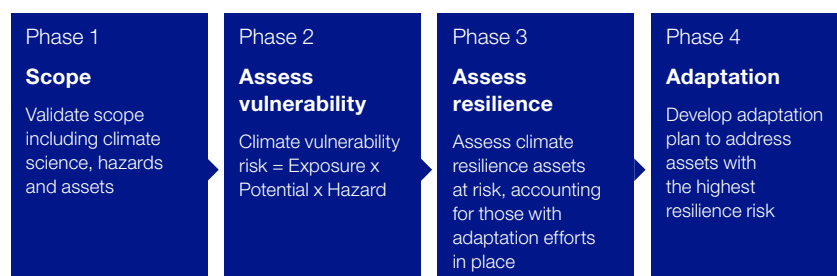 Phase 1
Scope
Validate scope
including climate
science, hazards
and assets
Phase 2
Assess
vulnerability
Climate vulnerability
risk = Exposure x
Potential x Hazard
Phase 3
Assess
resilience
Assess climate
resilience assets
at risk, accounting
for those with
adaptation efforts
in place
Phase 4
Adaptation
Develop adaptation
plan to address
assets with
the highest
resilience risk